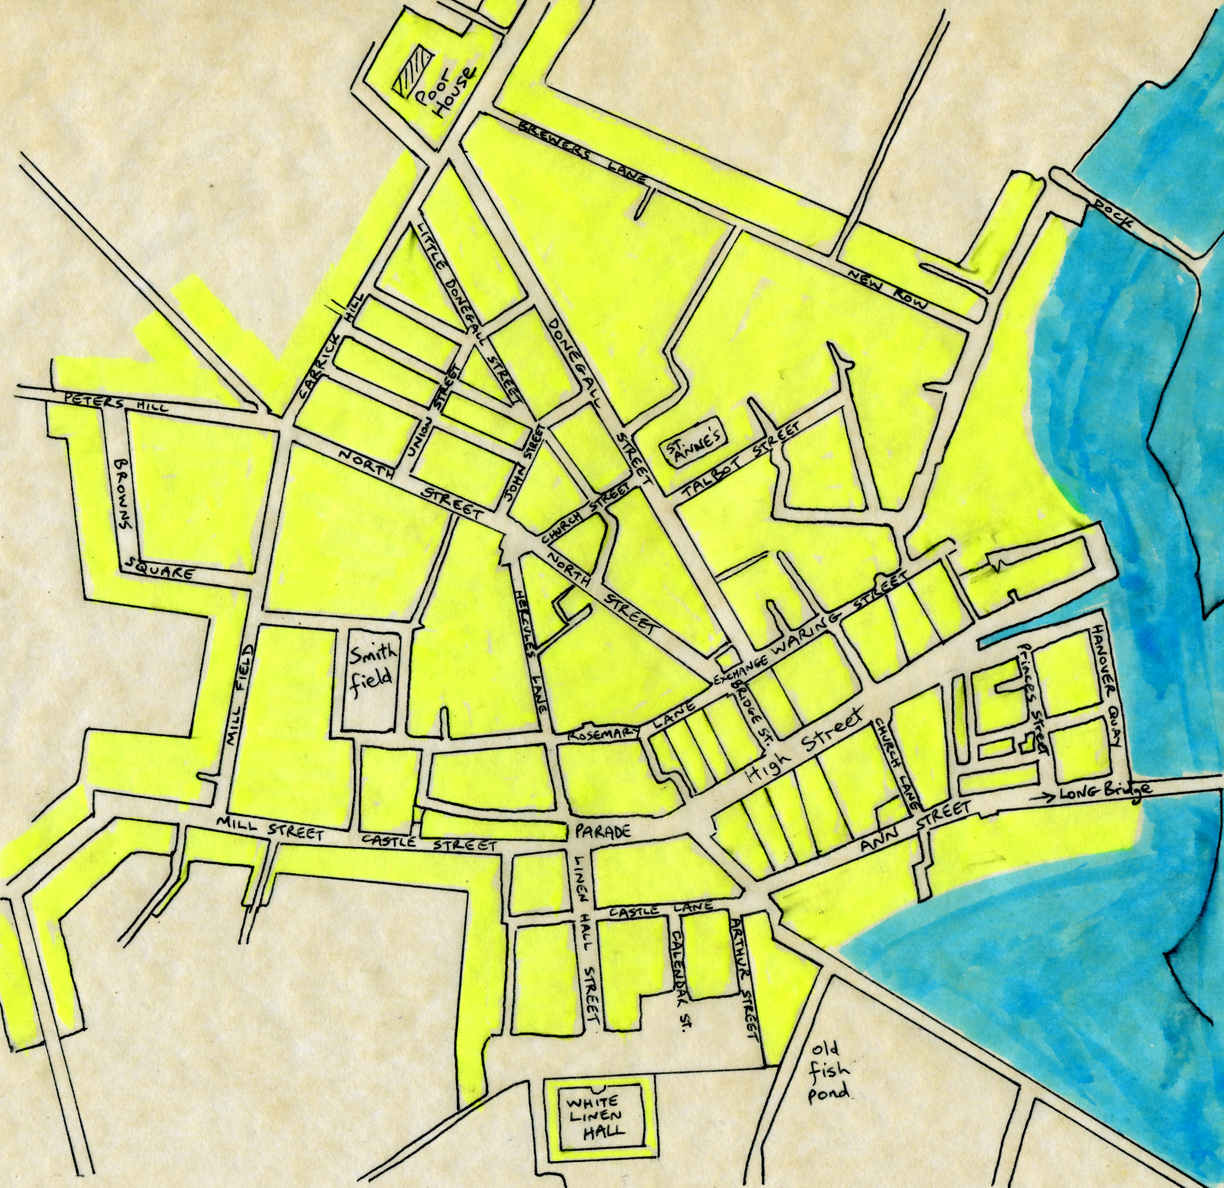 Poor
House
BREWERS LANE
DOCK
NEW ROW
LITTLE DONEGALL STREET
CARRICK HILL
DONEGALL STREET
PETERS HILL
UNION STREET
NORTH STREET
JOHN STREET
ST.
ANNE'S
TALBOT STREET
BROWNS
SQUARE
CHURCH STREET
NORTH STREET
HERCULES LANE
WARING STREET
EXCHANGE
BRIDGE ST.
Smith
field
MILL FIELD
HANOVER QUAY
Princes Street
ROSEMARY LANE
High Street
CHURCH LANE
LONG Bridge
MILL STREET
CASTLE STREET
PARADE
ANN STREET
LINEN HALL STREET
CASTLE LANE
CALENDAR ST.
ARTHUR STREET
old
fish
pond
WHITE
LINEN
HALL